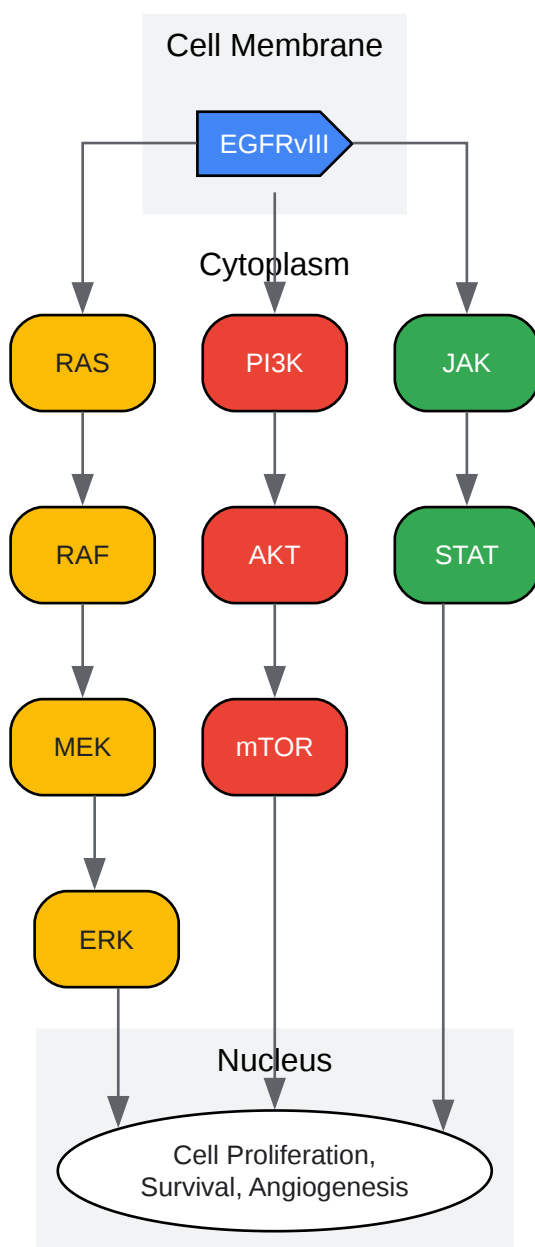 Cell Membrane
EGFRvIII
Cytoplasm
RAS
PI3K
JAK
RAF
AKT
STAT
MEK
mTOR
ERK
Nucleus
Cell Proliferation,
Survival, Angiogenesis